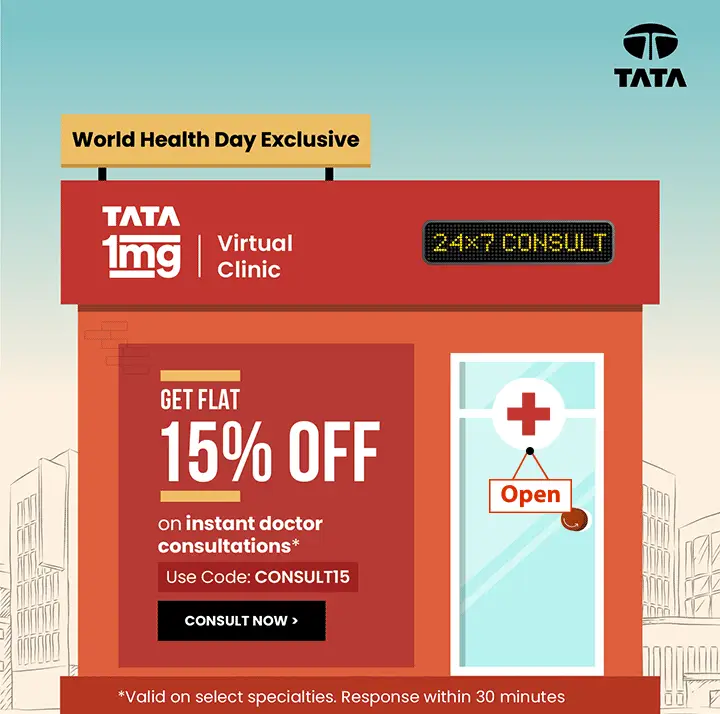 TATA
World Health Day Exclusive
TATA
1mg
Virtual
Clinic
24×7 CONSULT
GET FLAT
15% OFF
on instant doctor
consultations*
Use Code: CONSULT15
CONSULT NOW >
Open
*Valid on select specialties. Response within 30 minutes